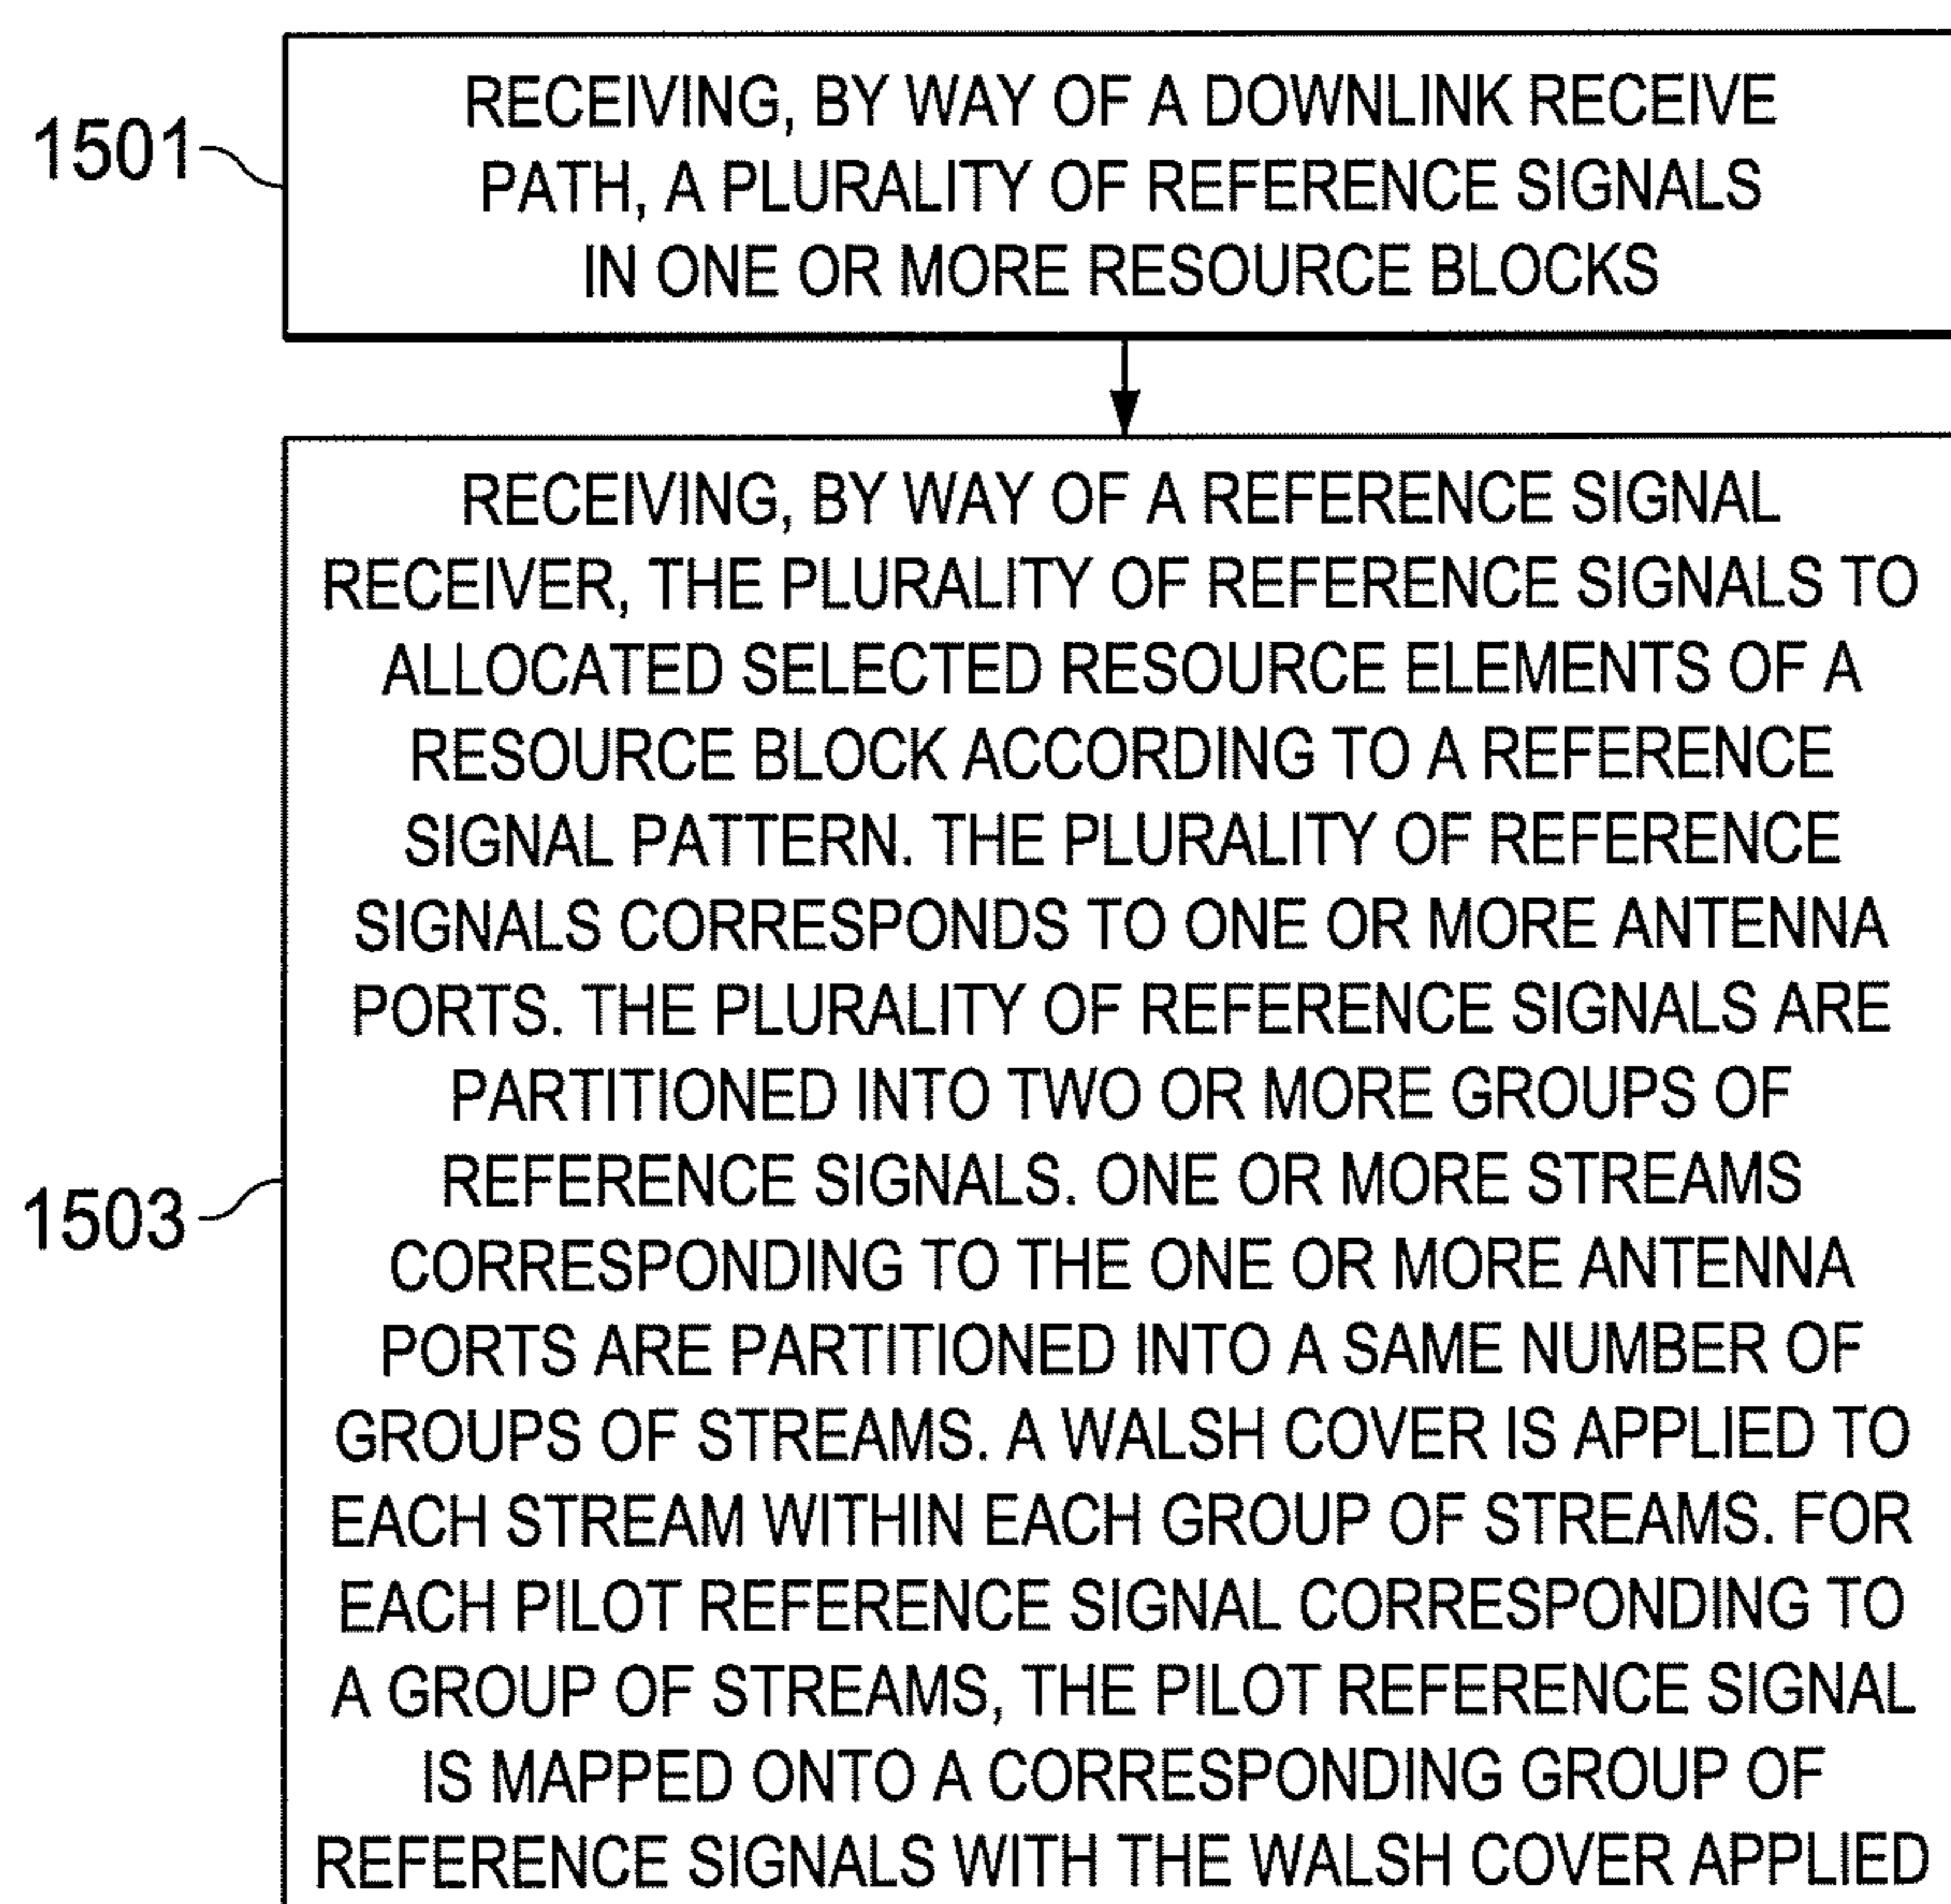 1501
RECEIVING, BY WAY OF A DOWNLINK RECEIVE
PATH, A PLURALITY OF REFERENCE SIGNALS
IN ONE OR MORE RESOURCE BLOCKS
1503
RECEIVING, BY WAY OF A REFERENCE SIGNAL
RECEIVER, THE PLURALITY OF REFERENCE SIGNALS TO
ALLOCATED SELECTED RESOURCE ELEMENTS OF A
RESOURCE BLOCK ACCORDING TO A REFERENCE
SIGNAL PATTERN. THE PLURALITY OF REFERENCE
SIGNALS CORRESPONDS TO ONE OR MORE ANTENNA
PORTS. THE PLURALITY OF REFERENCE SIGNALS ARE
PARTITIONED INTO TWO OR MORE GROUPS OF
REFERENCE SIGNALS. ONE OR MORE STREAMS
CORRESPONDING TO THE ONE OR MORE ANTENNA
PORTS ARE PARTITIONED INTO A SAME NUMBER OF
GROUPS OF STREAMS. A WALSH COVER IS APPLIED TO
EACH STREAM WITHIN EACH GROUP OF STREAMS. FOR
EACH PILOT REFERENCE SIGNAL CORRESPONDING TO
A GROUP OF STREAMS, THE PILOT REFERENCE SIGNAL
IS MAPPED ONTO A CORRESPONDING GROUP OF
REFERENCE SIGNALS WITH THE WALSH COVER APPLIED